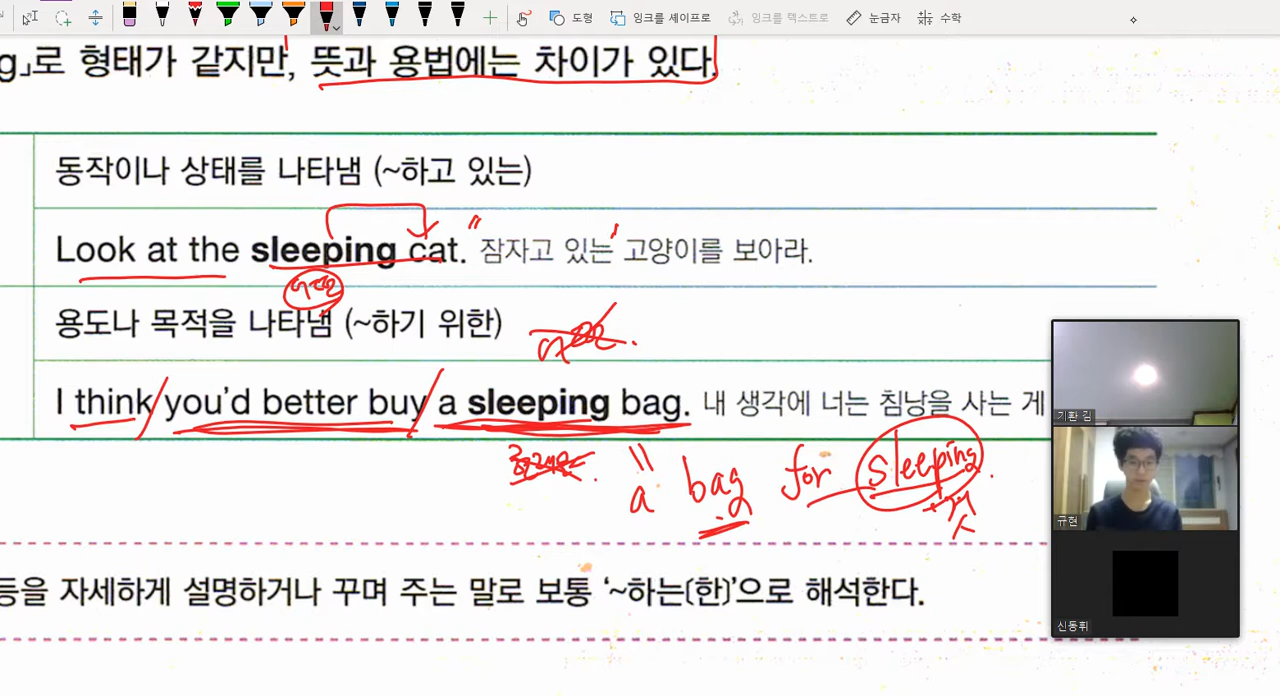 도형 잉크를 셰이프로 잉크를 텍스트로 눈금자 수학
g」로 형태가 같지만, 뜻과 용법에는 차이가 있다.
동작이나 상태를 나타냄 (~하고 있는)
Look at the sleeping cat. "잠자고 있는" 고양이를 보아라.
용도나 목적을 나타냄 (~하기 위한)
I think / you'd better buy / a sleeping bag. 내 생각에 너는 침낭을 사는 게
a bag for sleeping.
등을 자세하게 설명하거나 꾸며 주는 말로 보통 ‘~하는[한]’으로 해석한다.
기환 김
규현
신동휘